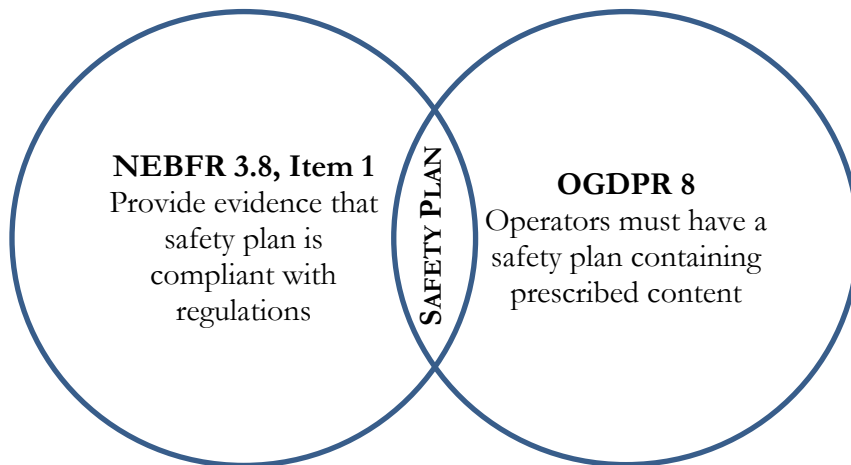 NEBFR 3.8, Item 1
Provide evidence that
safety plan is
compliant with
regulations
SAFETY PLAN
OGDPR 8
Operators must have a
safety plan containing
prescribed content